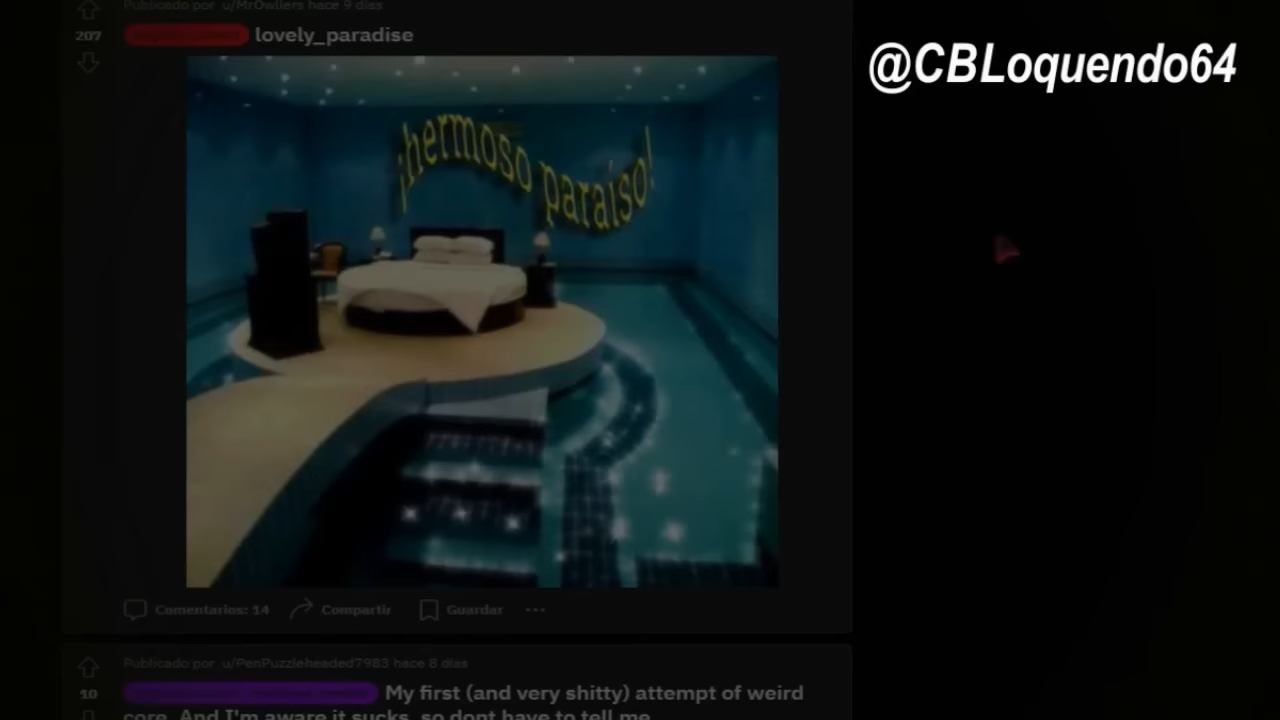 Publicado por u/MrOwllers hace 9 días
207
lovely_paradise
@CBLoquendo64
¡hermoso paraíso!
Comentarios: 14 Compartir Guardar ...
Publicado por u/PenPuzzleheaded7983 hace 8 días
10
My first (and very shitty) attempt of weird
core. And I'm aware it sucks, so dont have to tell me